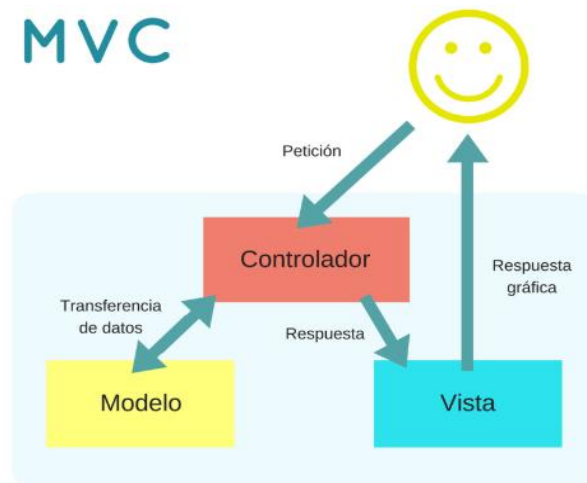 MVC
Petición
Controlador
Respuesta
gráfica
Transferencia
de datos
Respuesta
Modelo
Vista